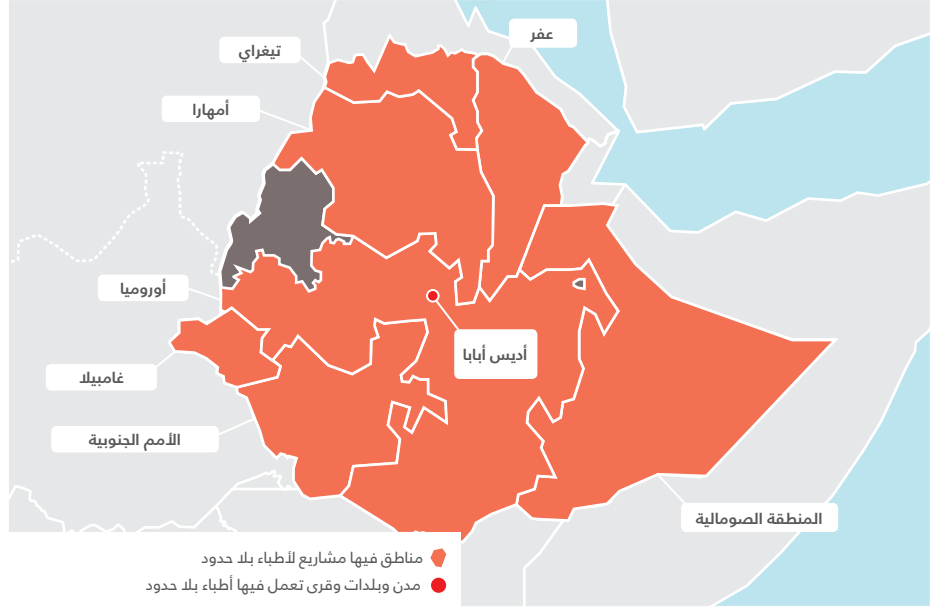 عفر
تيغراي
أمهارا
أوروميا
أديس أبابا
غامبيلا
الأمم الجنوبية
المنطقة الصومالية
مناطق فيها مشاريع لأطباء بلا حدود
مدن وبلدات وقرى تعمل فيها أطباء بلا حدود